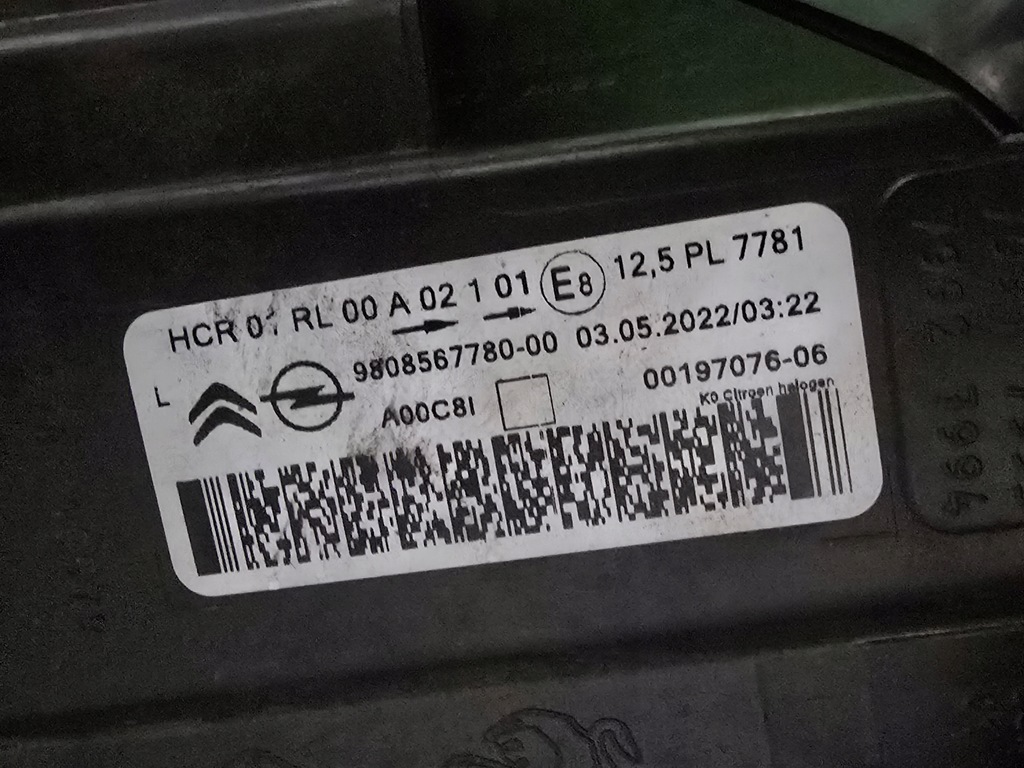 HCR 0 RL 00 A 02 1 01 E8 12,5 PL 7781
9808567780-00 03.05.2022/03:22
L
A00C8I 00197076-06
K0 Citroen halogen